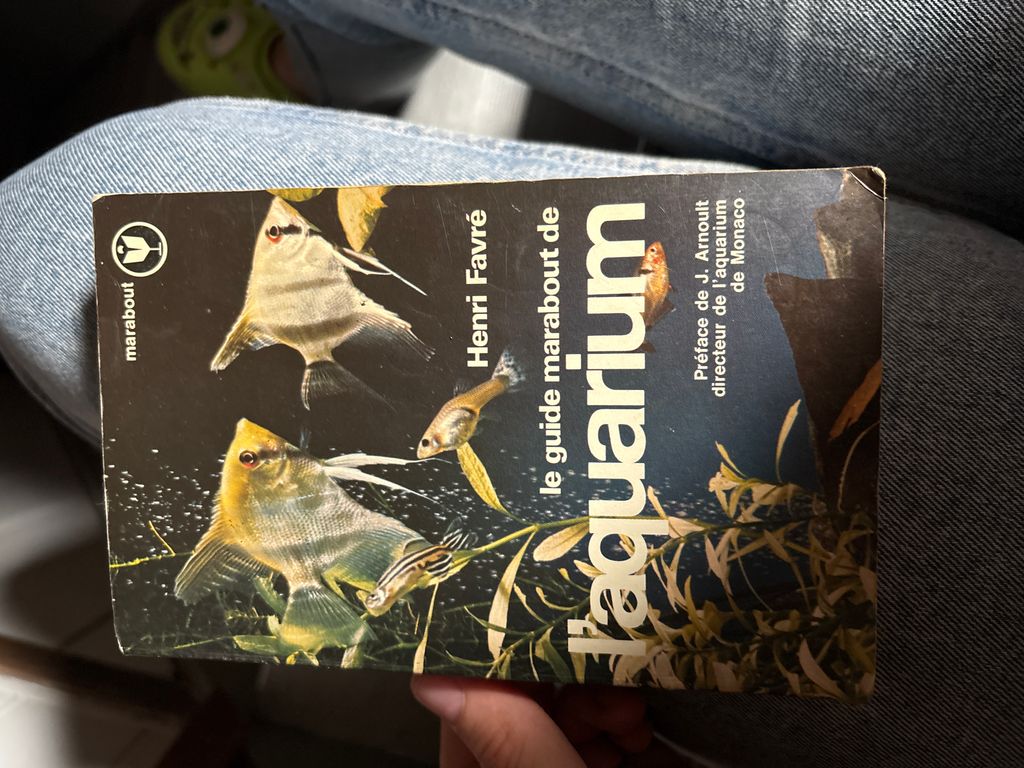 marabout
Henri Favré
le guide marabout de
l'aquarium
Préface de J. Arnoult
directeur de l'aquarium
de Monaco